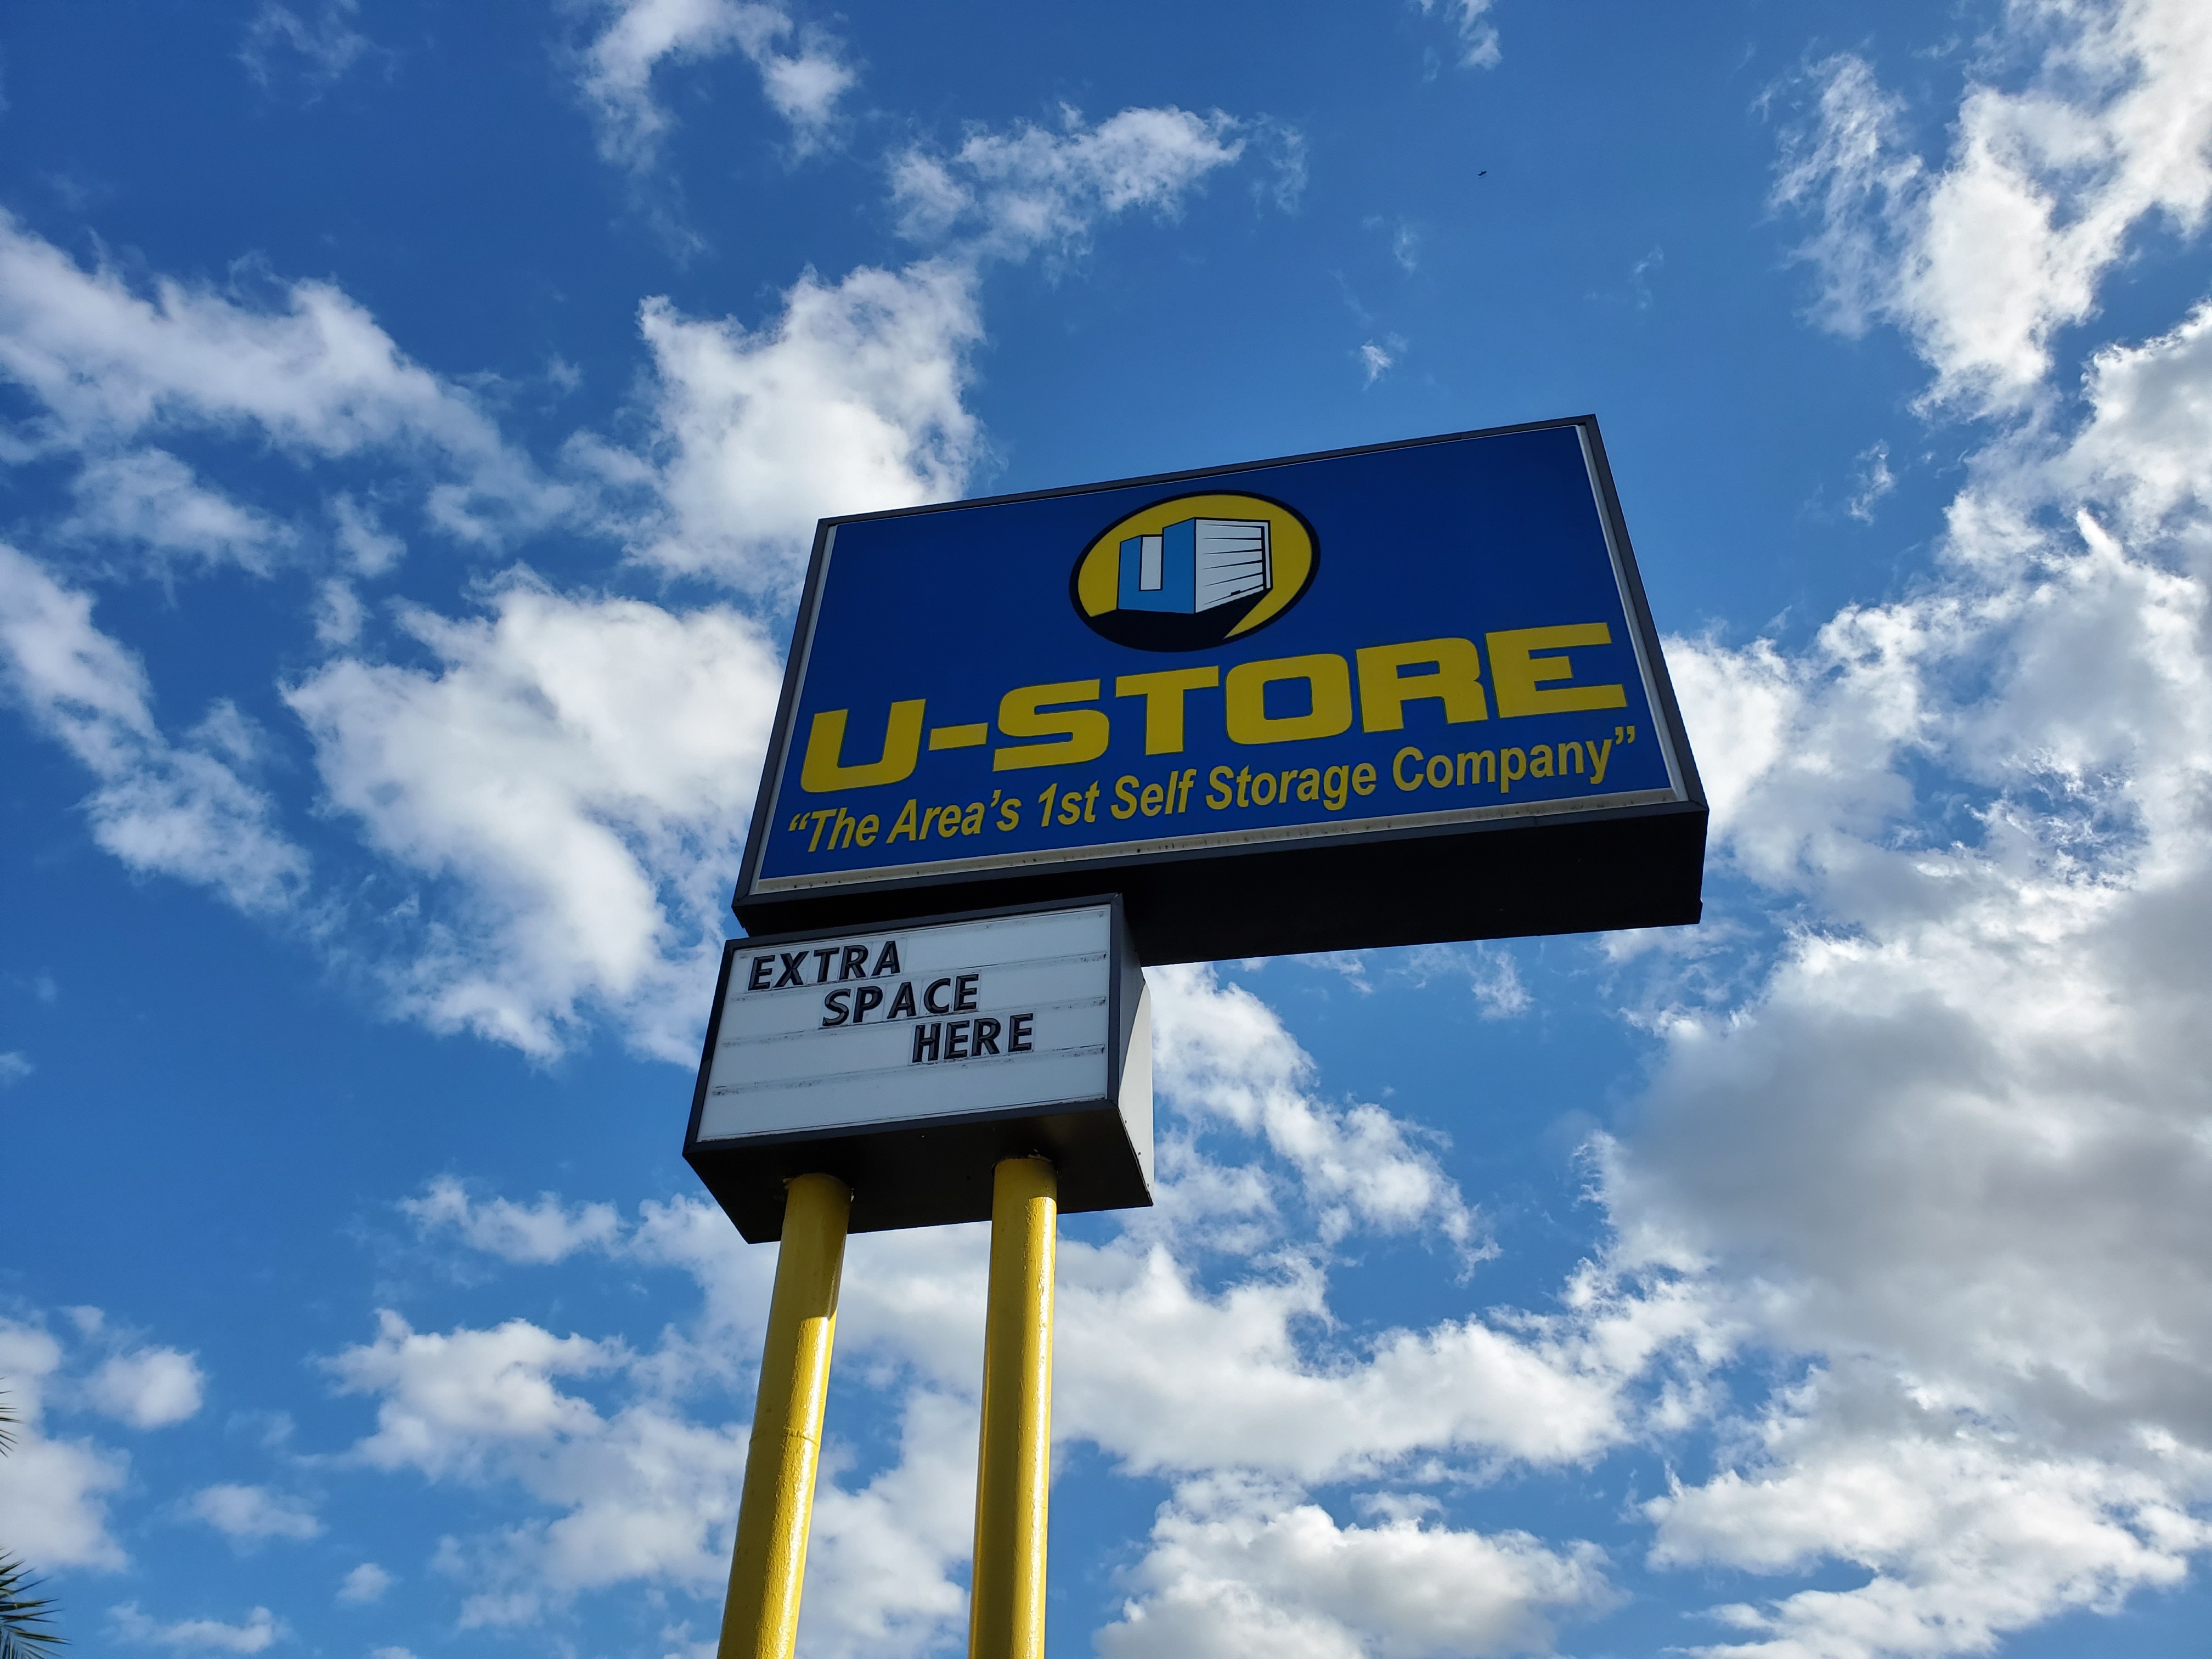 U-STORE
“The Area’s 1st Self Storage Company”
EXTRA
SPACE
HERE